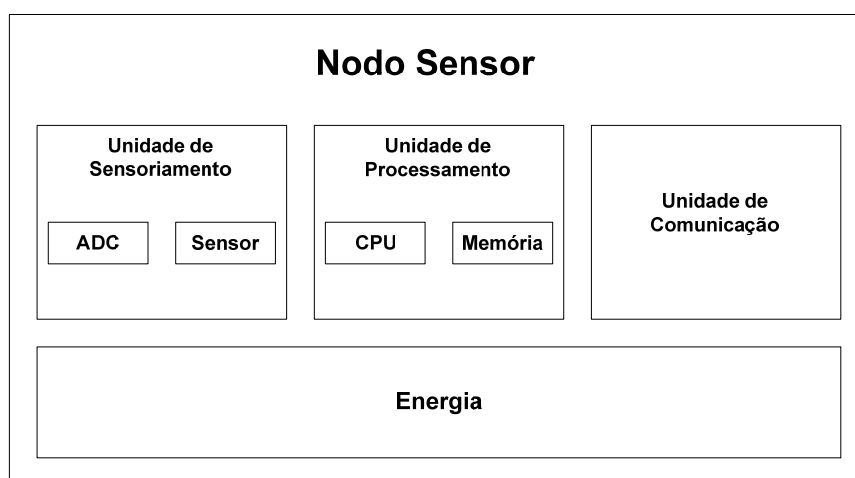 Nodo Sensor
Unidade de
Sensoriamento
ADC
Sensor
Unidade de
Processamento
CPU
Memória
Unidade de
Comunicação
Energia